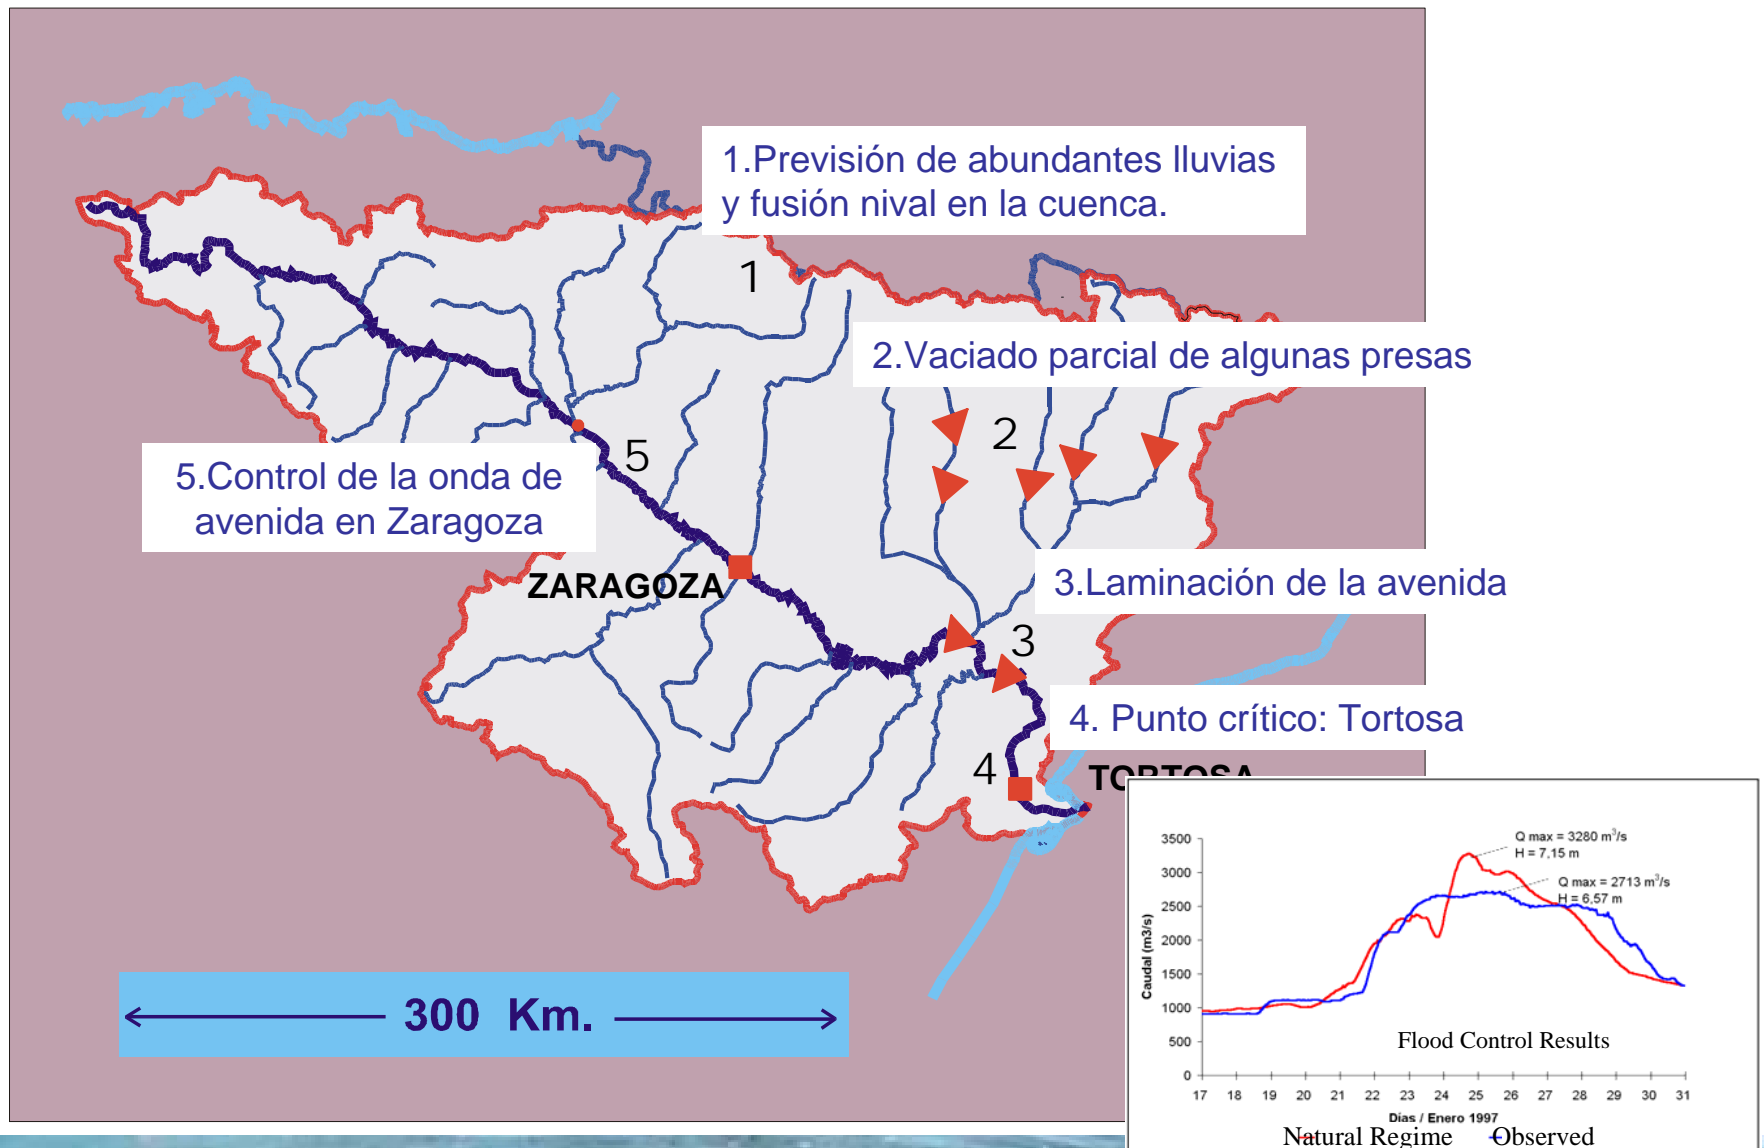 1.Previsión de abundantes lluvias
y fusión nival en la cuenca.
1
2.Vaciado parcial de algunas presas
2
5
5.Control de la onda de
avenida en Zaragoza
ZARAGOZA
3.Laminación de la avenida
3
4. Punto crítico: Tortosa
4
TORTOSA
300 Km.
Q max = 3280 m³/s
H = 7,15 m
Q max = 2713 m³/s
H = 6,57 m
Caudal (m3/s)
3500
3000
2500
2000
1500
1000
500
0
Flood Control Results
17 18 19 20 21 22 23 24 25 26 27 28 29 30 31
Días / Enero 1997
Natural Regime Observed